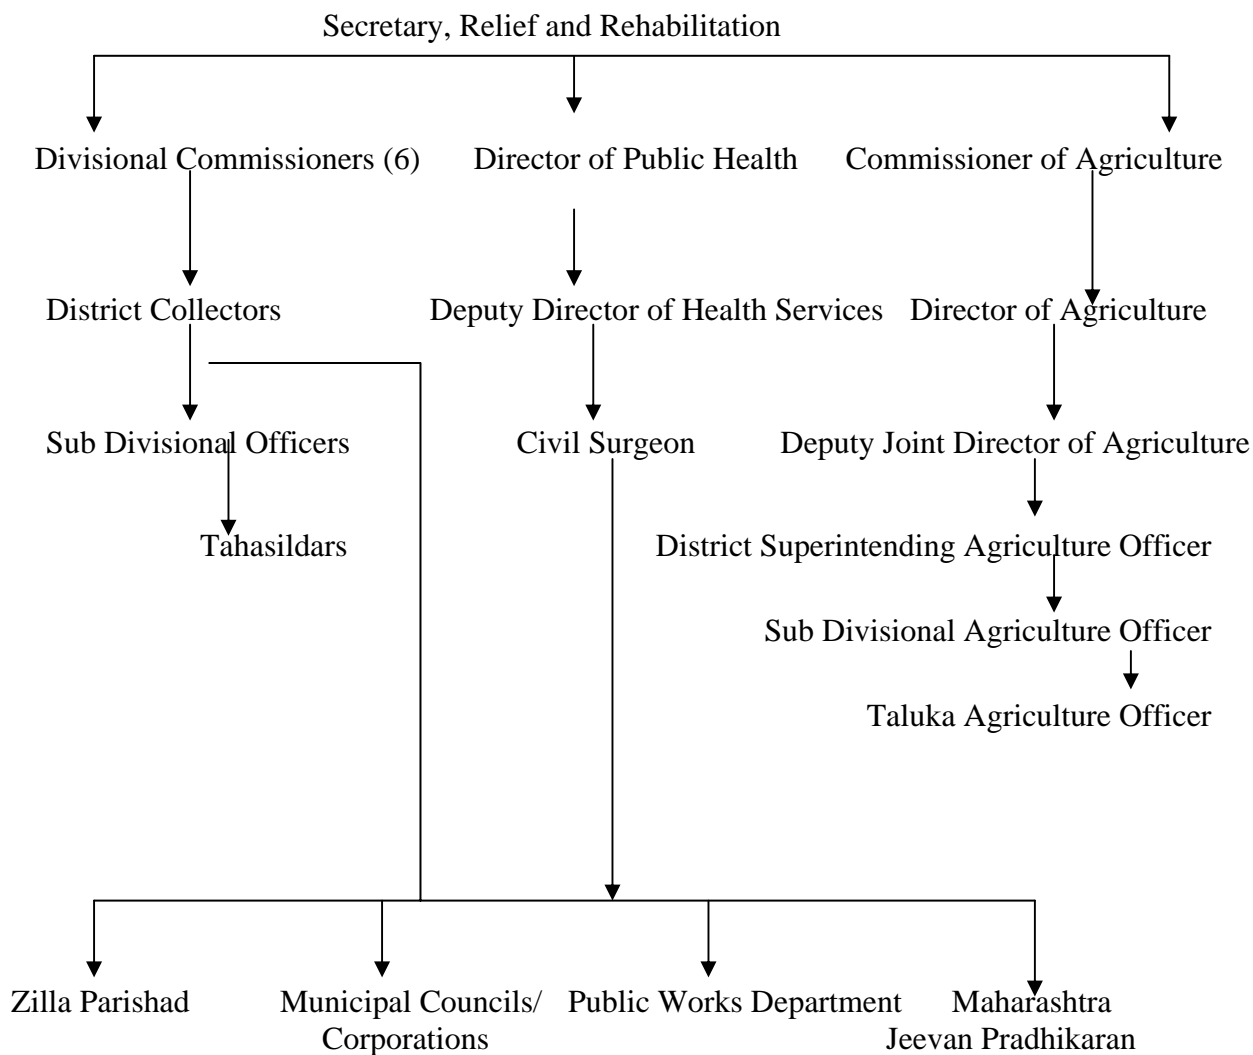 Secretary, Relief and Rehabilitation
Divisional Commissioners (6)
Director of Public Health
Commissioner of Agriculture
District Collectors
Deputy Director of Health Services
Director of Agriculture
Sub Divisional Officers
Civil Surgeon
Deputy Joint Director of Agriculture
Tahasildars
District Superintending Agriculture Officer
Sub Divisional Agriculture Officer
Taluka Agriculture Officer
Zilla Parishad
Municipal Councils/
Corporations
Public Works Department
Maharashtra
Jeevan Pradhikaran